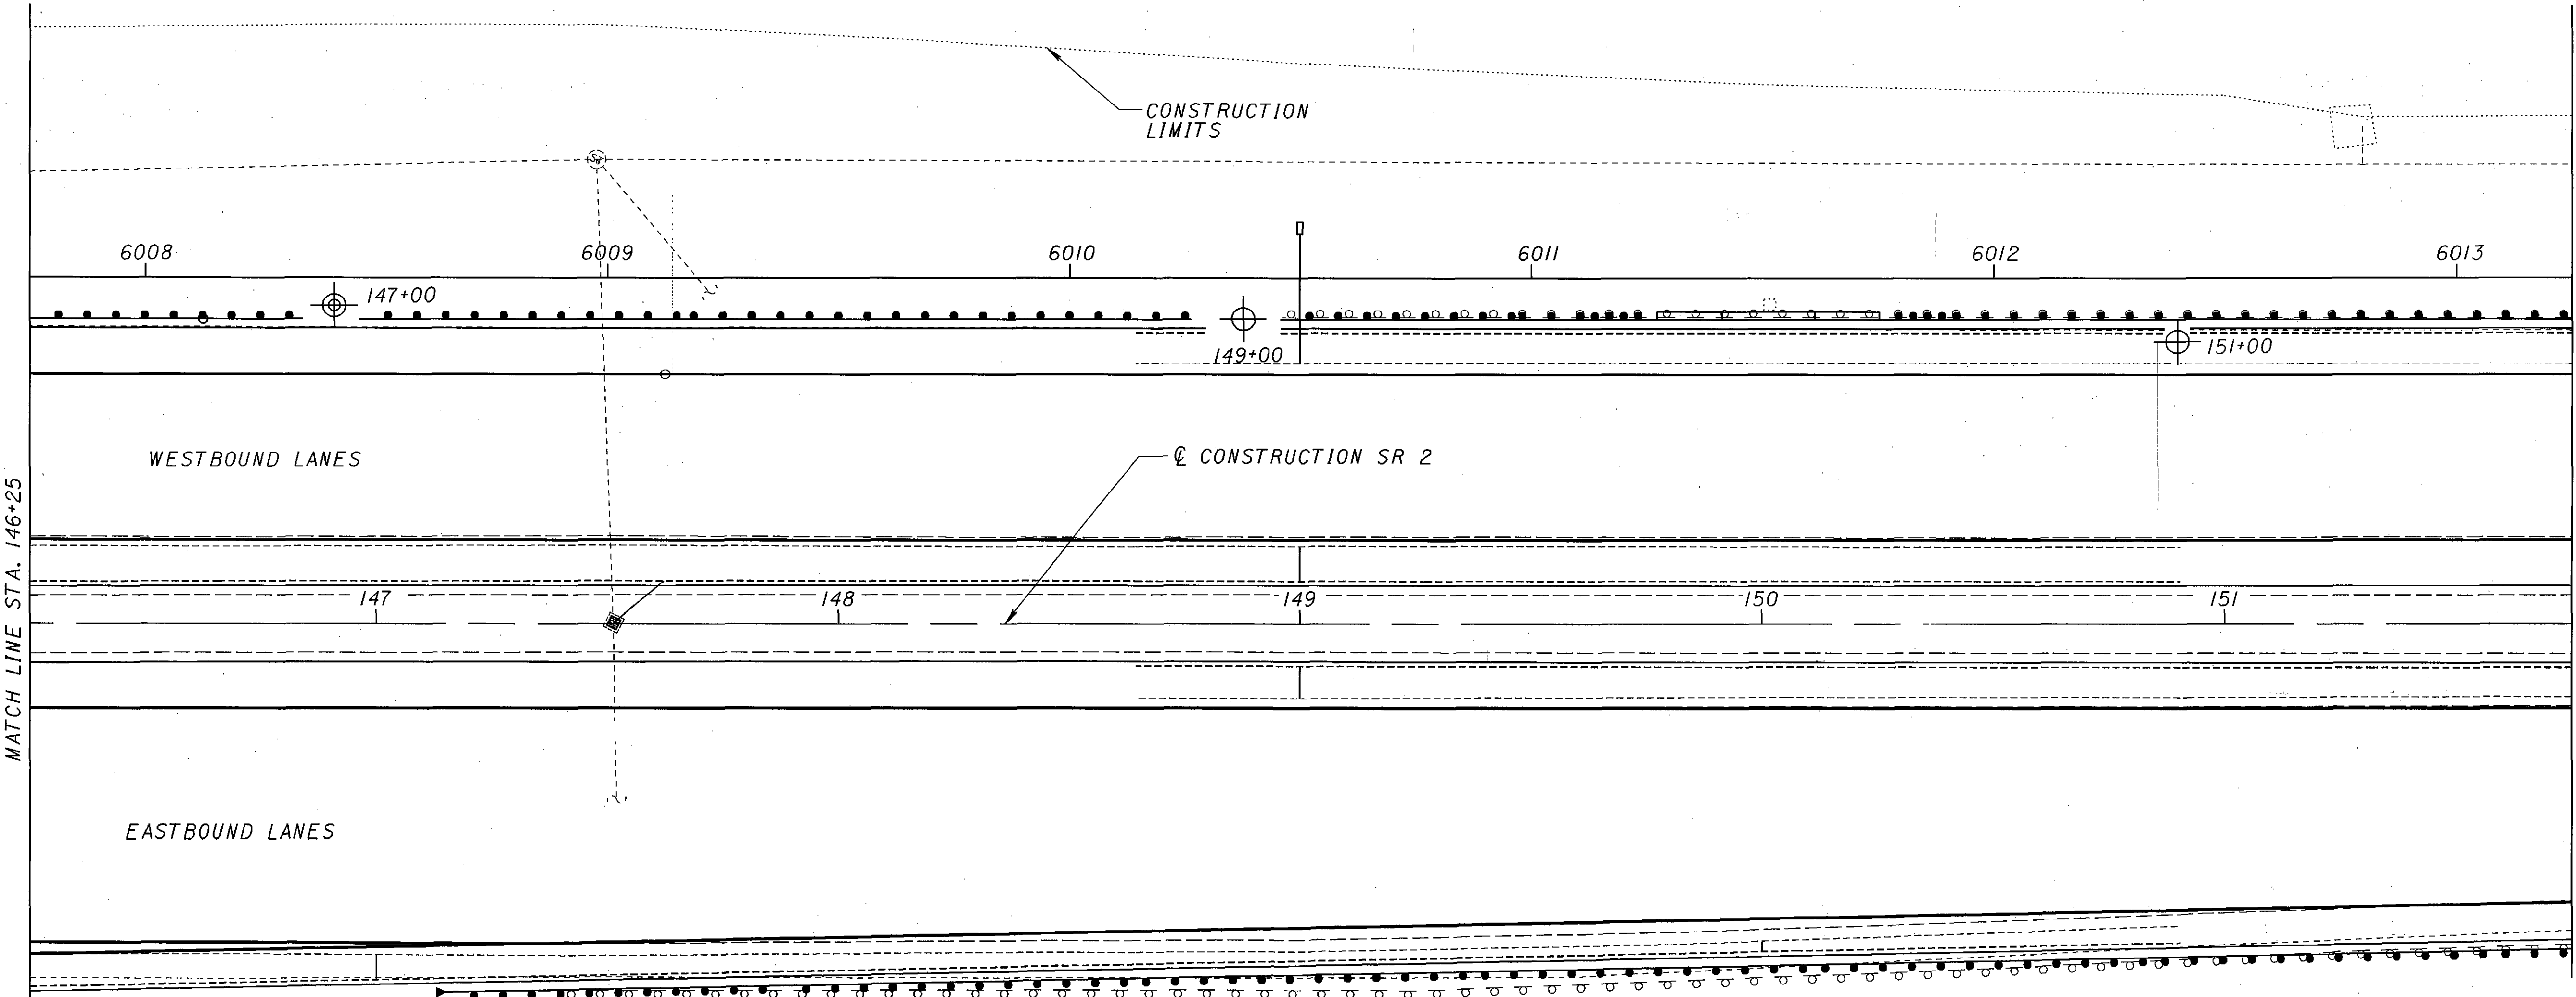 CONSTRUCTION
LIMITS
6008
6009
6010
6011
6012
6013
147+00
149+00
151+00
WESTBOUND LANES
℄ CONSTRUCTION SR 2
MATCH LINE STA. 146+25
147
148
149
150
151
EASTBOUND LANES